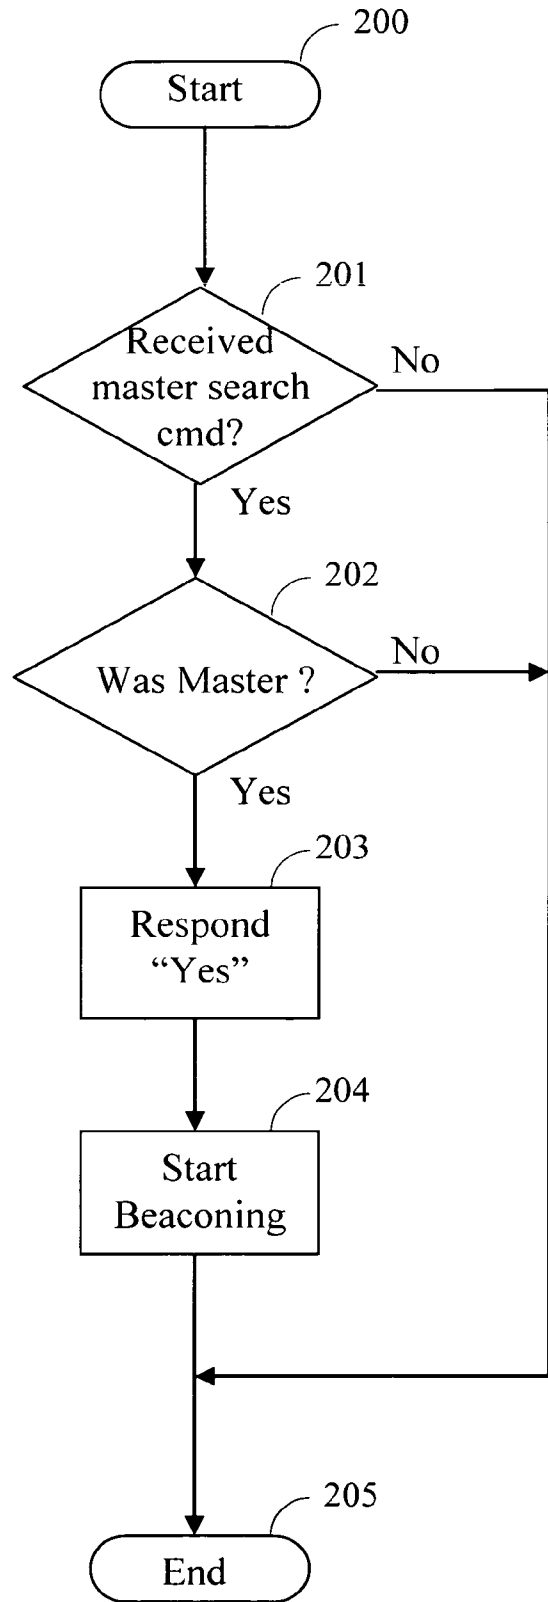 200
Start
201
Received
master search
cmd?
No
Yes
202
Was Master ?
No
Yes
203
Respond
“Yes”
204
Start
Beaconing
205
End